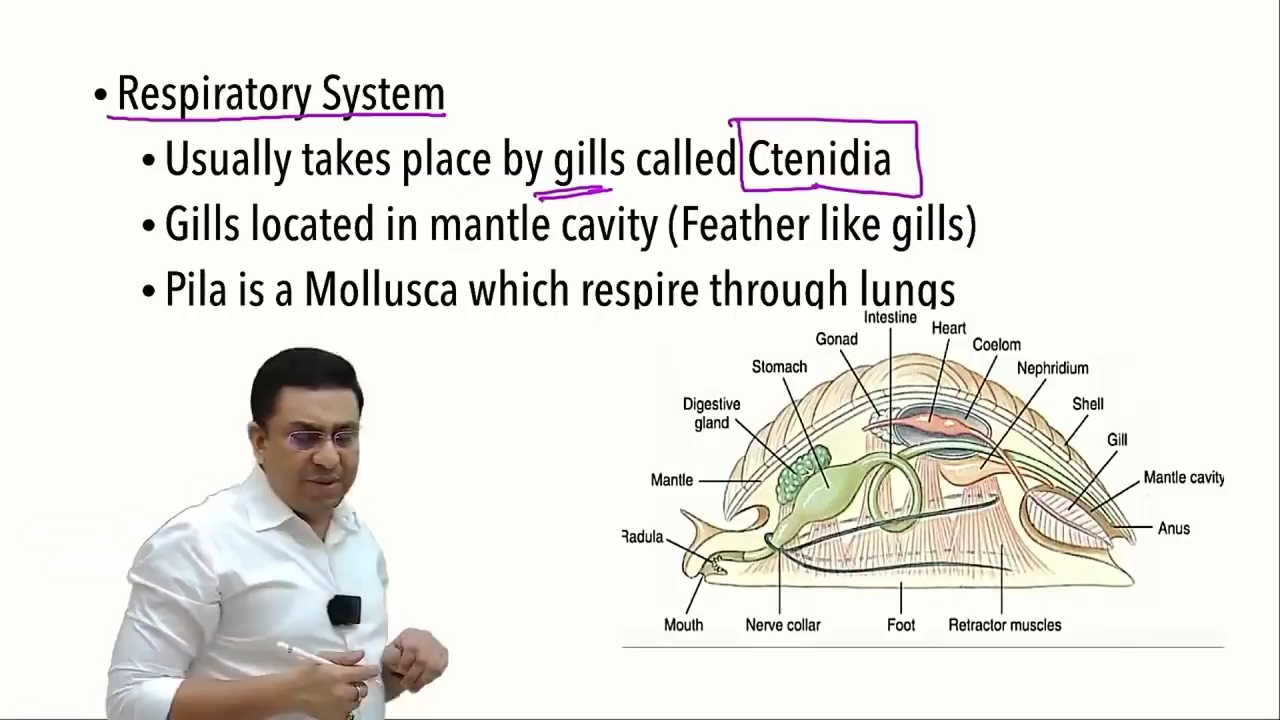 • Respiratory System
• Usually takes place by gills called Ctenidia
• Gills located in mantle cavity (Feather like gills)
• Pila is a Mollusca which respire through lungs
Intestine
Heart
Gonad
Coelom
Stomach
Nephridium
Digestive
gland
Shell
Gill
Mantle
Mantle cavity
Anus
Radula
Mouth
Nerve collar
Foot
Retractor muscles